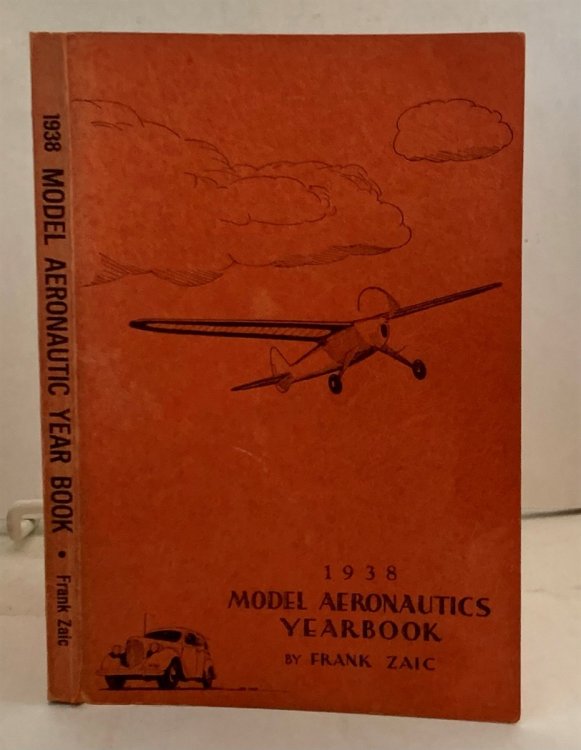 1938 MODEL AERONAUTIC YEAR BOOK • Frank Zaic
1938
MODEL AERONAUTICS
YEARBOOK
BY FRANK ZAIC